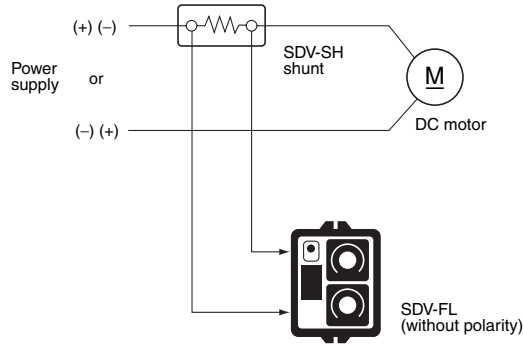 (+) (−)
SDV-SH
shunt
Power
supply
or
M
DC motor
(−) (+)
SDV-FL
(without polarity)